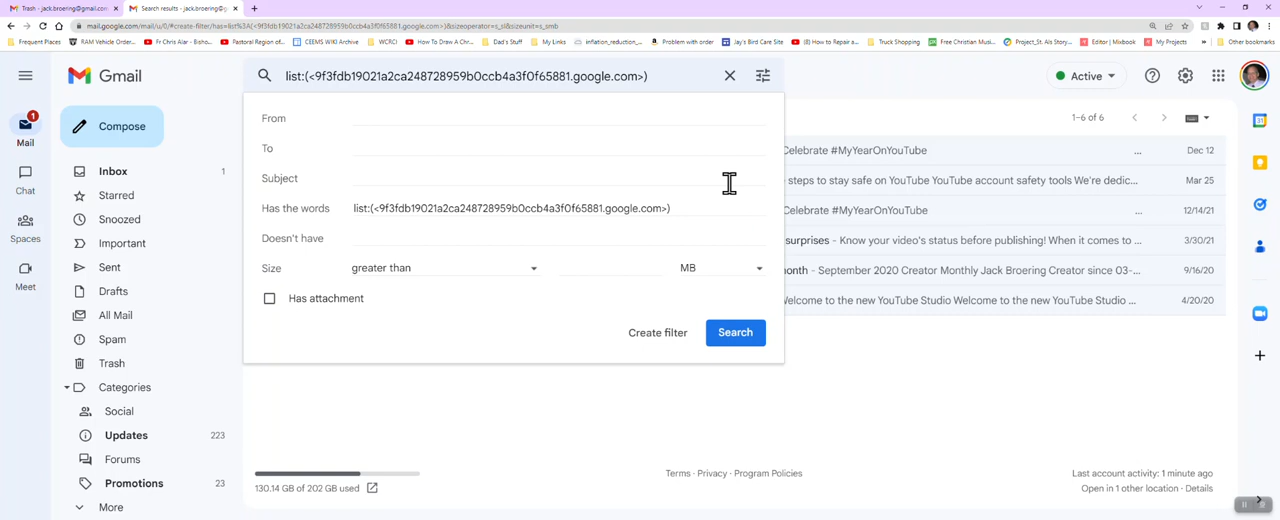 Trash - jack.broering@gmail.com
Search results - jack.broering@
mail.google.com/mail/u/0/#create-filter/has=list%3A(<9f3fdb19021a2ca248728959b0ccb4a3f0f65881.google.com>)&sizeoperator=s_sl&sizeunit=s_smb
Frequent Places RAM Vehicle Order... Fr Chris Alar - Bisho... Pastoral Region of... CEEMS WIKI Archive WCRD How To Draw A Chr... Dad's Stuff My Links inflation_reduction_... Problem with order Jay's Bird Care Site (8) How to Repair a... Truck Shopping Free Christian Music... Project_St. Als Story... Editor | Mixbook My Projects » Other bookmarks
Gmail
list:(<9f3fdb19021a2ca248728959b0ccb4a3f0f65881.google.com>)
Active
Compose
1
Mail
Chat
Spaces
Meet
Inbox 1
Starred
Snoozed
Important
Sent
Drafts
All Mail
Spam
Trash
Categories
Social
Updates 223
Forums
Promotions
More
From
To
Subject
Has the words list:(<9f3fdb19021a2ca248728959b0ccb4a3f0f65881.google.com>)
Doesn't have
Size greater than MB
Has attachment
Create filter Search
1–6 of 6
Celebrate #MyYearOnYouTube ... Dec 12
steps to stay safe on YouTube YouTube account safety tools We're dedic... Mar 25
Celebrate #MyYearOnYouTube ... 12/14/21
surprises - Know your video's status before publishing! When it comes to ... 3/30/21
month - September 2020 Creator Monthly Jack Broering Creator since 03-... 9/16/20
Welcome to the new YouTube Studio Welcome to the new YouTube Studio ... 4/20/20
130.14 GB of 202 GB used
Terms · Privacy · Program Policies
Last account activity: 1 minute ago
Open in 1 other location · Details